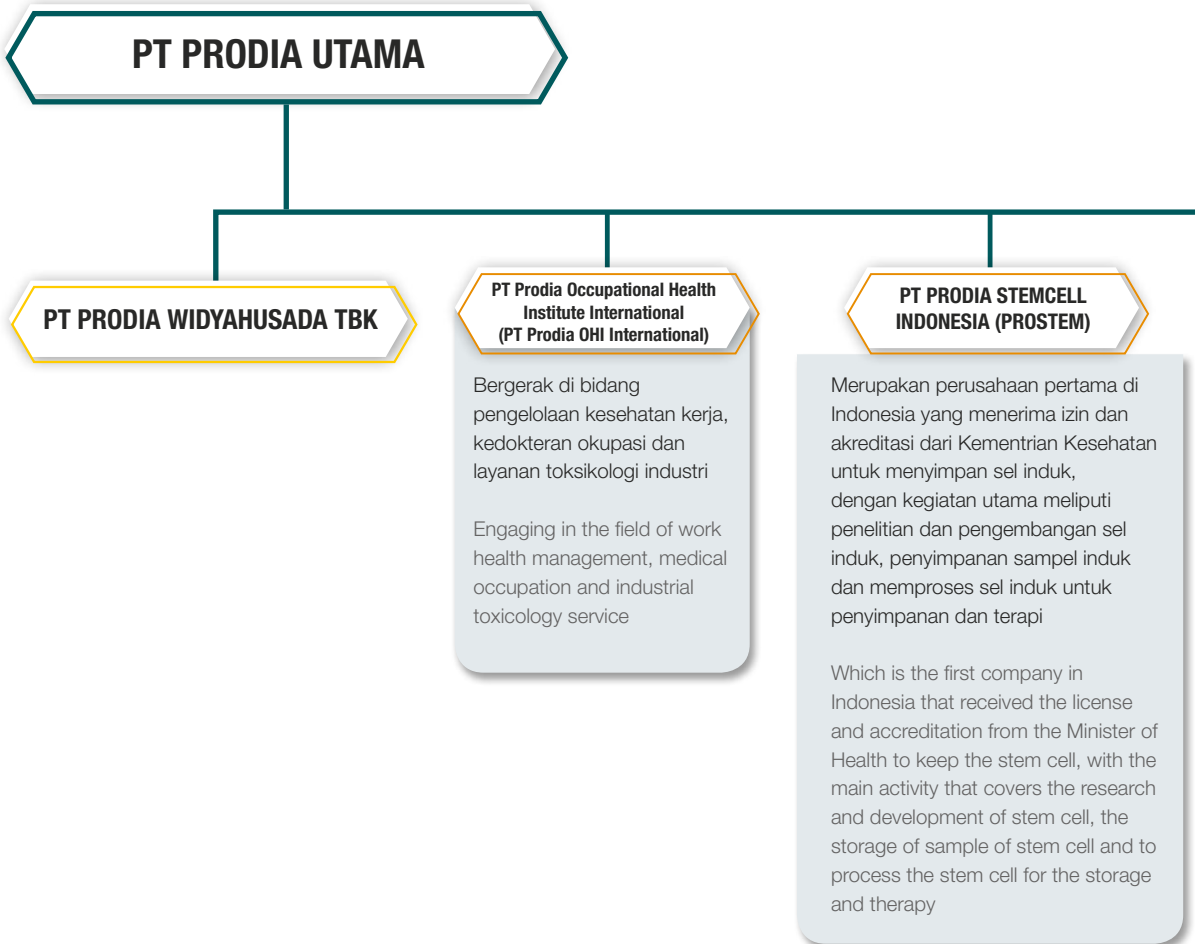 PT PRODIA UTAMA
PT PRODIA WIDYAHUSADA TBK
PT Prodia Occupational Health
Institute International
(PT Prodia OHI International)
Bergerak di bidang
pengelolaan kesehatan kerja,
kedokteran okupasi dan
layanan toksikologi industri
Engaging in the field of work
health management, medical
occupation and industrial
toxicology service
PT PRODIA STEMCELL
INDONESIA (PROSTEM)
Merupakan perusahaan pertama di
Indonesia yang menerima izin dan
akreditasi dari Kementrian Kesehatan
untuk menyimpan sel induk,
dengan kegiatan utama meliputi
penelitian dan pengembangan sel
induk, penyimpanan sampel induk
dan memproses sel induk untuk
penyimpanan dan terapi
Which is the first company in
Indonesia that received the license
and accreditation from the Minister of
Health to keep the stem cell, with the
main activity that covers the research
and development of stem cell, the
storage of sample of stem cell and to
process the stem cell for the storage
and therapy